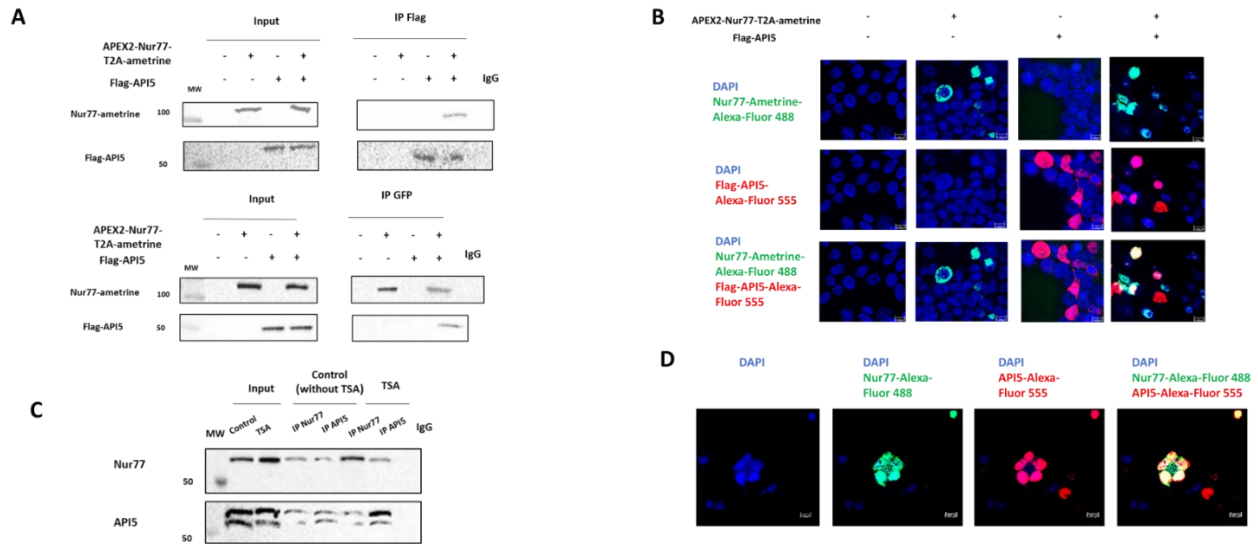 A
Input
IP Flag
APEX2-Nur77-
T2A-ametrine
- + - +
- + - +
Flag-API5
- - + +
- - + +
IgG
MW
Nur77-ametrine
100
Flag-API5
50
Input
IP GFP
APEX2-Nur77-
T2A-ametrine
- + - +
- + - +
Flag-API5
- - + +
- - + +
IgG
MW
Nur77-ametrine
100
Flag-API5
50
B
APEX2-Nur77-T2A-ametrine
- + - +
Flag-API5
- - + +
DAPI
Nur77-Ametrine-
Alexa-Fluor 488
DAPI
Flag-API5-
Alexa-Fluor 555
DAPI
Nur77-Ametrine-
Alexa-Fluor 488
Flag-API5-Alexa-
Fluor 555
C
Input
Control
(without TSA)
TSA
MW
Control
TSA
IP Nur77
IP API5
IP Nur77
IP API5
IgG
Nur77
50
API5
50
D
DAPI
DAPI
Nur77-Alexa-
Fluor 488
DAPI
API5-Alexa-
Fluor 555
DAPI
Nur77-Alexa-Fluor 488
API5-Alexa-Fluor 555